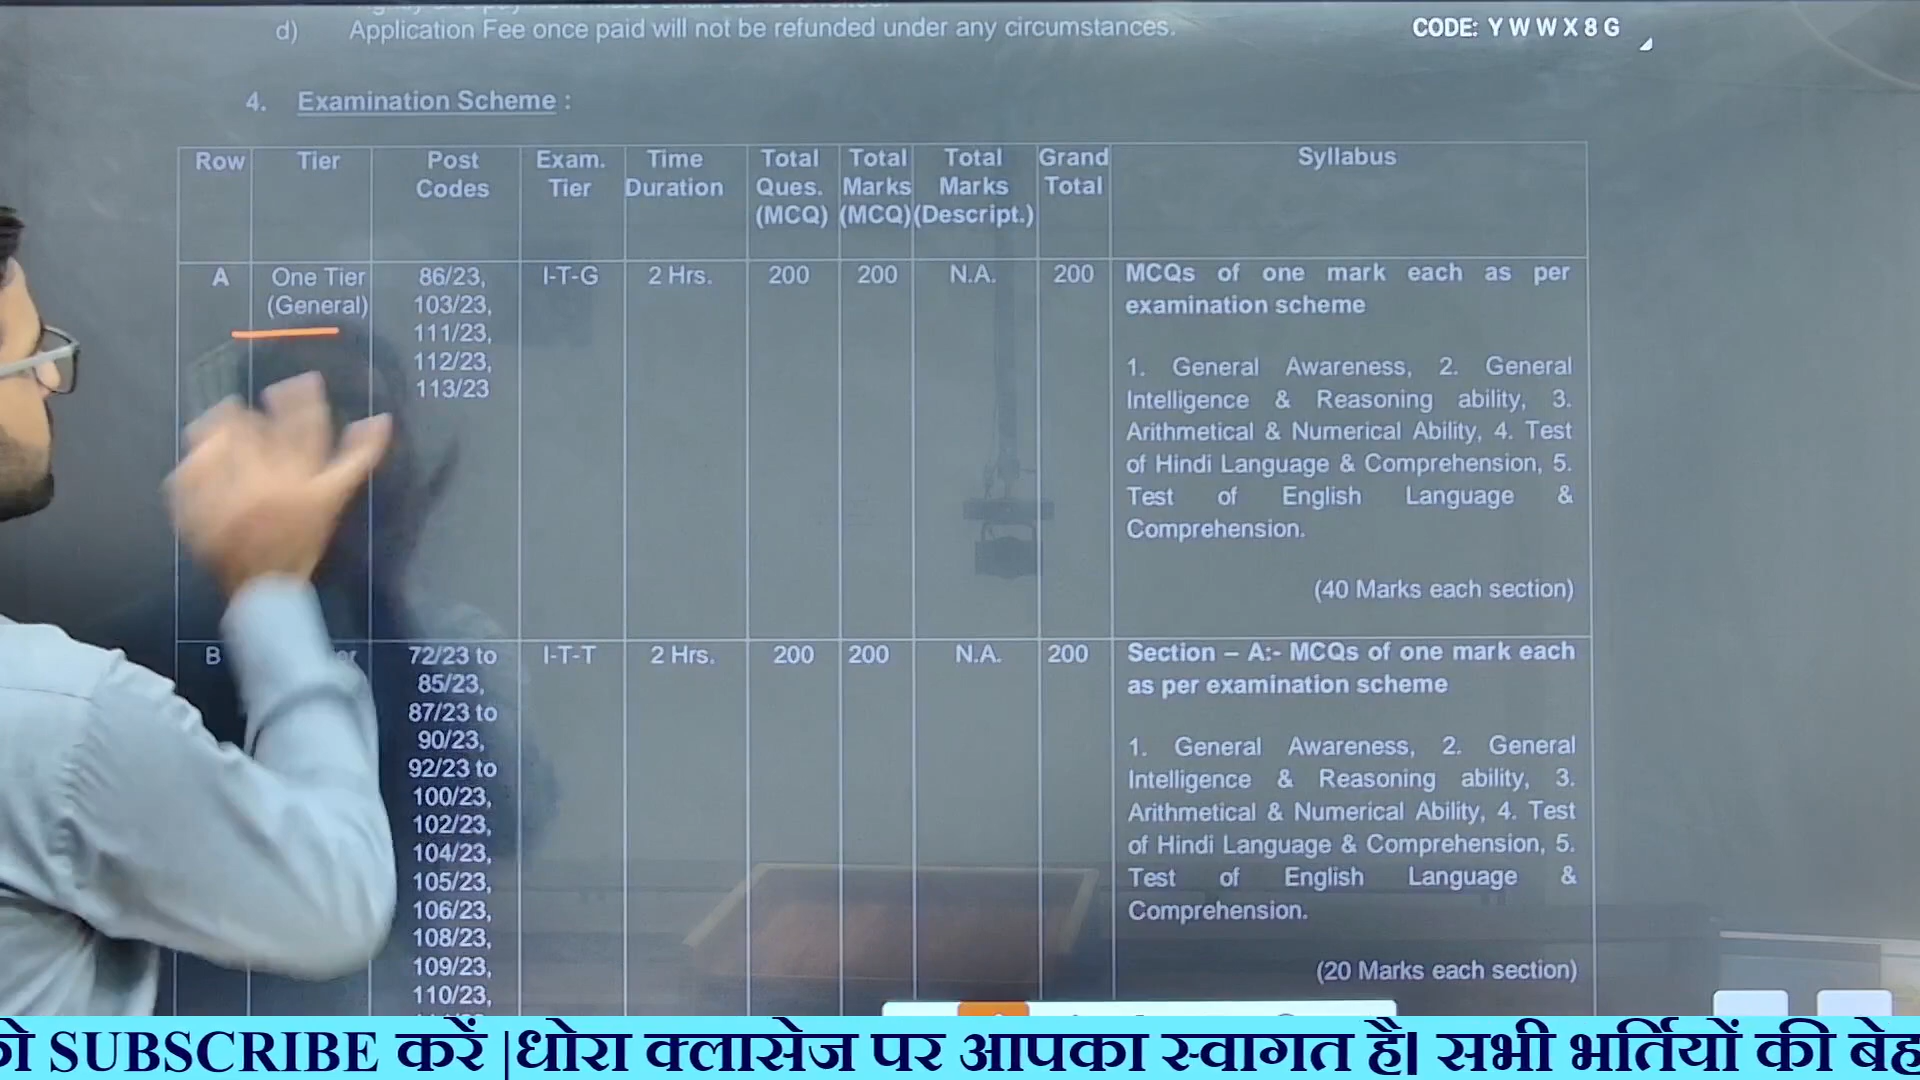 d) Application Fee once paid will not be refunded under any circumstances.
CODE: Y W W X 8 G
4. Examination Scheme :
Row Tier Post Codes Exam. Tier Time Duration Total Ques. (MCQ) Total Marks (MCQ) Total Marks (Descript.) Grand Total Syllabus
A One Tier (General) 86/23, 103/23, 111/23, 112/23, 113/23 I-T-G 2 Hrs. 200 200 N.A. 200
MCQs of one mark each as per
examination scheme
1. General Awareness, 2. General
Intelligence & Reasoning ability, 3.
Arithmetical & Numerical Ability, 4. Test
of Hindi Language & Comprehension, 5.
Test of English Language &
Comprehension.
(40 Marks each section)
B 72/23 to 85/23, 87/23 to 90/23, 92/23 to 100/23, 102/23, 104/23, 105/23, 106/23, 108/23, 109/23, 110/23, I-T-T 2 Hrs. 200 200 N.A. 200
Section – A:- MCQs of one mark each
as per examination scheme
1. General Awareness, 2. General
Intelligence & Reasoning ability, 3.
Arithmetical & Numerical Ability, 4. Test
of Hindi Language & Comprehension, 5.
Test of English Language &
Comprehension.
(20 Marks each section)
को SUBSCRIBE करें |धोरा क्लासेज पर आपका स्वागत है। सभी भर्तियों की